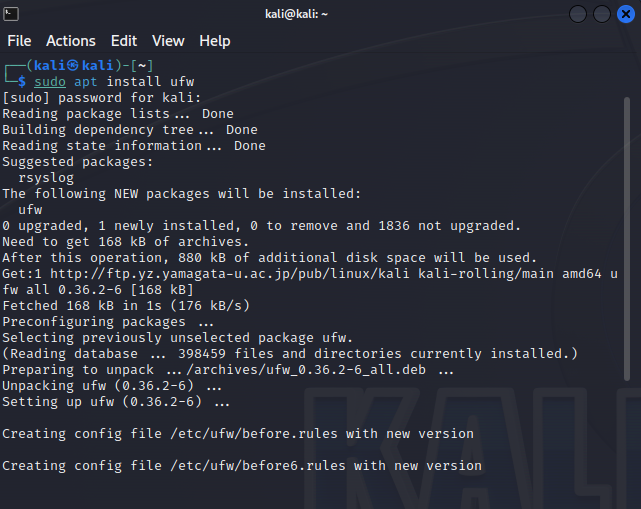 kali@kali: ~
File Actions Edit View Help
┌──(kali㉿kali)-[~]
└─$ sudo apt install ufw
[sudo] password for kali:
Reading package lists... Done
Building dependency tree... Done
Reading state information... Done
Suggested packages:
  rsyslog
The following NEW packages will be installed:
  ufw
0 upgraded, 1 newly installed, 0 to remove and 1836 not upgraded.
Need to get 168 kB of archives.
After this operation, 880 kB of additional disk space will be used.
Get:1 http://ftp.yz.yamagata-u.ac.jp/pub/linux/kali kali-rolling/main amd64 u
fw all 0.36.2-6 [168 kB]
Fetched 168 kB in 1s (176 kB/s)
Preconfiguring packages ...
Selecting previously unselected package ufw.
(Reading database ... 398459 files and directories currently installed.)
Preparing to unpack .../archives/ufw_0.36.2-6_all.deb ...
Unpacking ufw (0.36.2-6) ...
Setting up ufw (0.36.2-6) ...
Creating config file /etc/ufw/before.rules with new version
Creating config file /etc/ufw/before6.rules with new version
KAL